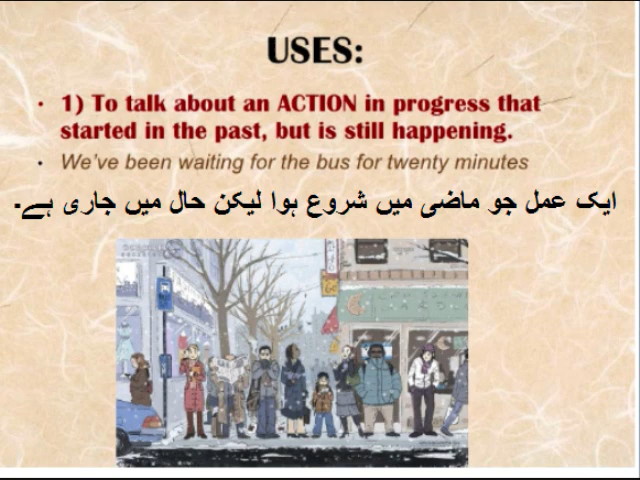 USES:
• 1) To talk about an ACTION in progress that
started in the past, but is still happening.
• We've been waiting for the bus for twenty minutes
ایک عمل جو ماضی میں شروع ہوا لیکن حال میں جاری ہے۔